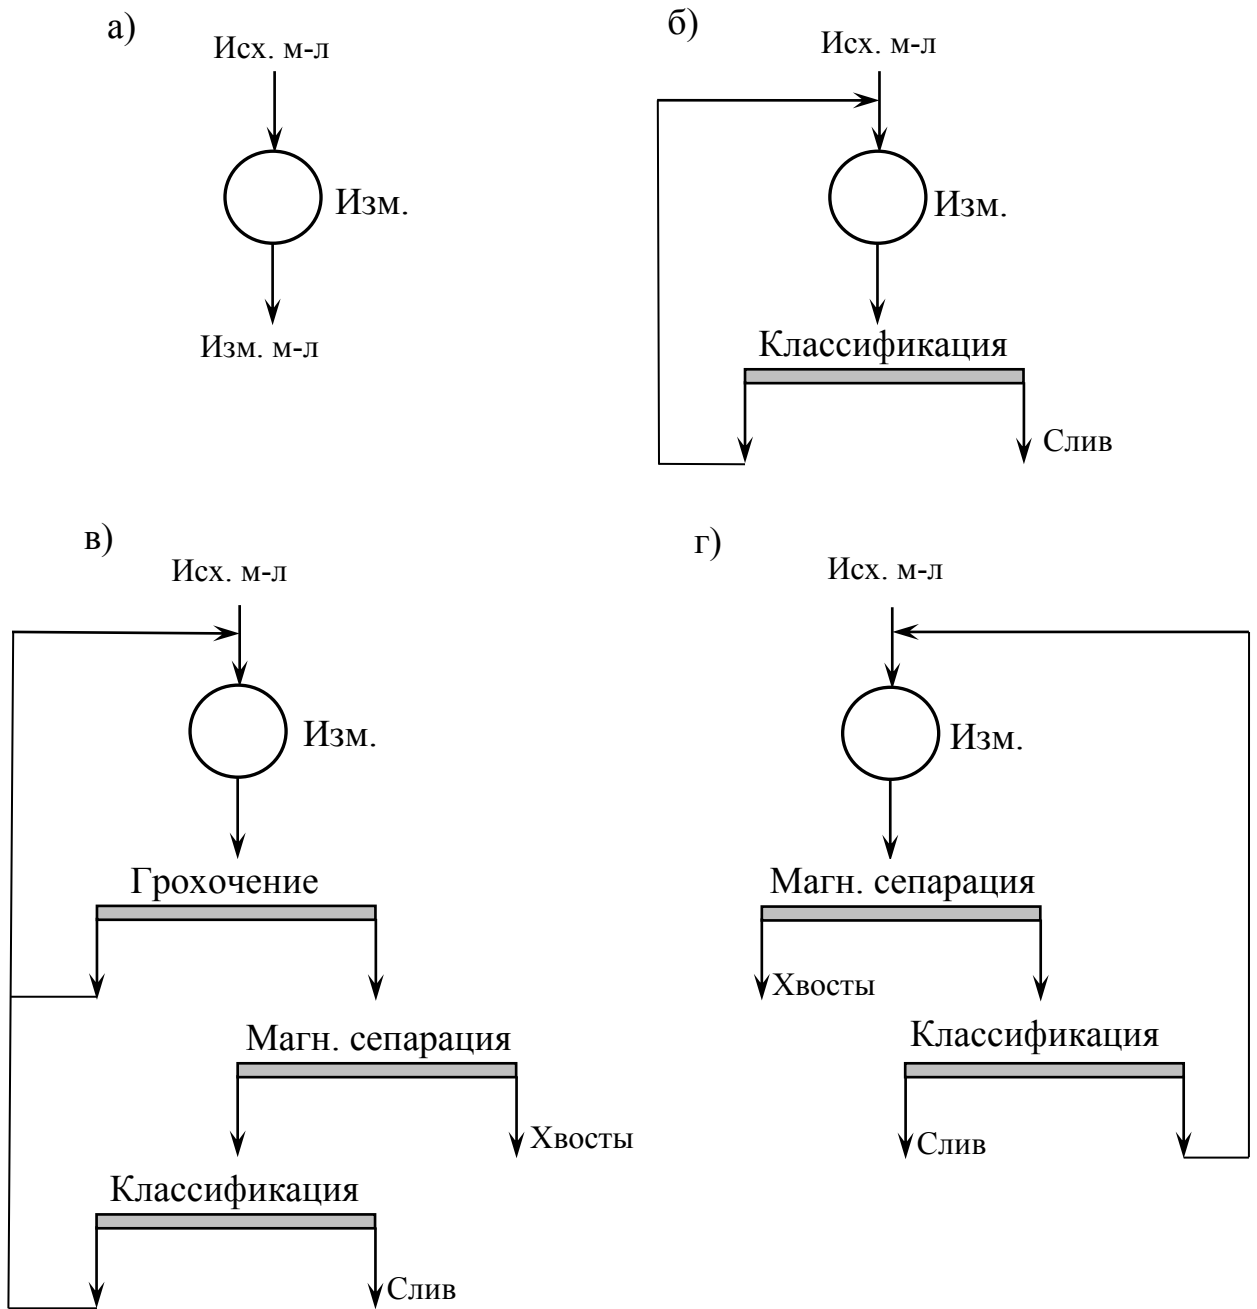 а)
Исх. м-л
Изм.
Изм. м-л
б)
Исх. м-л
Изм.
Классификация
Слив
в)
Исх. м-л
Изм.
Грохочение
Магн. сепарация
Хвосты
Классификация
Слив
г)
Исх. м-л
Изм.
Магн. сепарация
Хвосты
Классификация
Слив